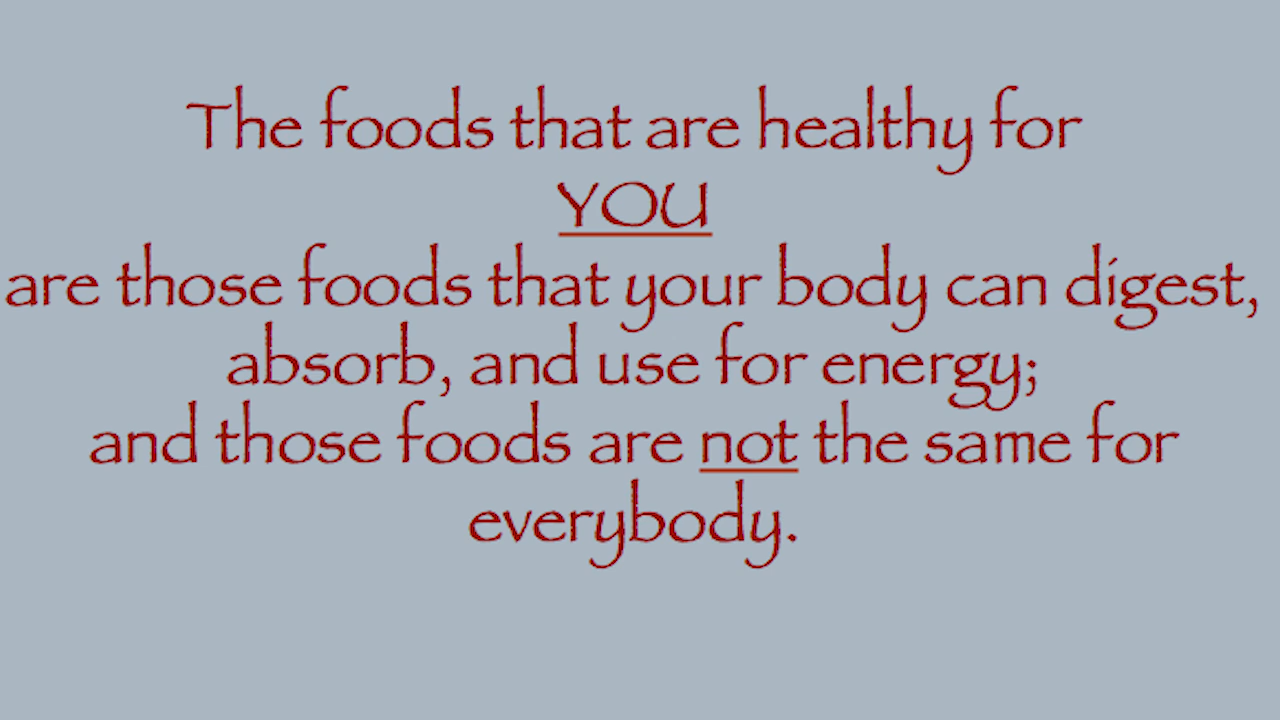 The foods that are healthy for
YOU
are those foods that your body can digest,
absorb, and use for energy;
and those foods are not the same for
everybody.